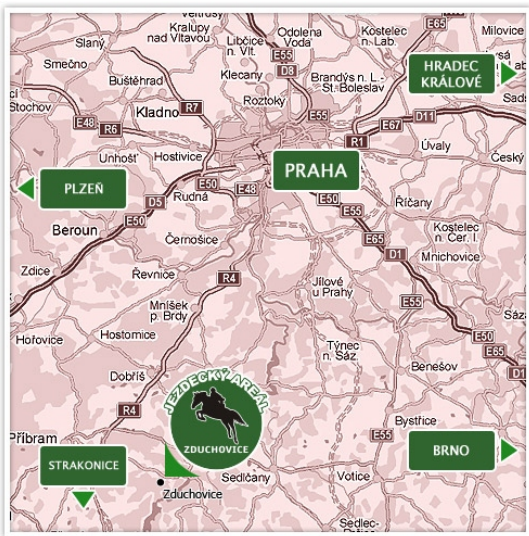 Slaný
Kralupy
nad Vltavou
Odolena
Voda
Kostelec
n. Lab.
E65
Milovice
Libčice
n. Vlt.
E55
D8
Smečno
Klecany
Brandýs n. L.-
St. Boleslav
HRADEC
KRÁLOVÉ
Buštěhrad
Roztoky
Stochov
Kladno
R7
E55
D11
E48
R6
E67
R1
Úvaly
Český
Unhošť
Hostivice
PRAHA
PLZEŇ
E50
E48
D5
Rudná
E50
Říčany
E50
E55
Beroun
Černošice
E65
Kostelec
n. Čer. l.
D1
Mnichovice
Zdice
Řevnice
R4
Jílové
u Prahy
Mníšek
p. Brdy
E55
Hořovice
Hostomice
Týnec
n. Sáz.
E50
E65
Dobříš
Benešov
D1
JEZDECKÝ AREÁL
ZDUCHOVICE
R4
Bystřice
Příbram
E55
BRNO
STRAKONICE
Sedlčany
Votice
Zduchovice
Sedlec-